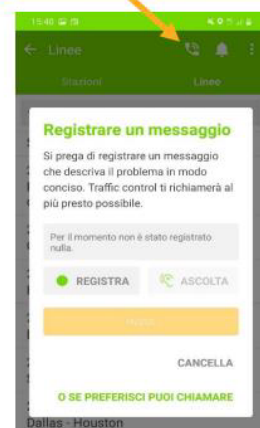 15:40
Linee
Stazioni Linee
Registrare un messaggio
Si prega di registrare un messaggio
che descriva il problema in modo
conciso. Traffic control ti richiamerà al
più presto possibile.
Per il momento non è stato registrato
nulla.
REGISTRA ASCOLTA
CANCELLA
O SE PREFERISCI PUOI CHIAMARE
Dallas - Houston